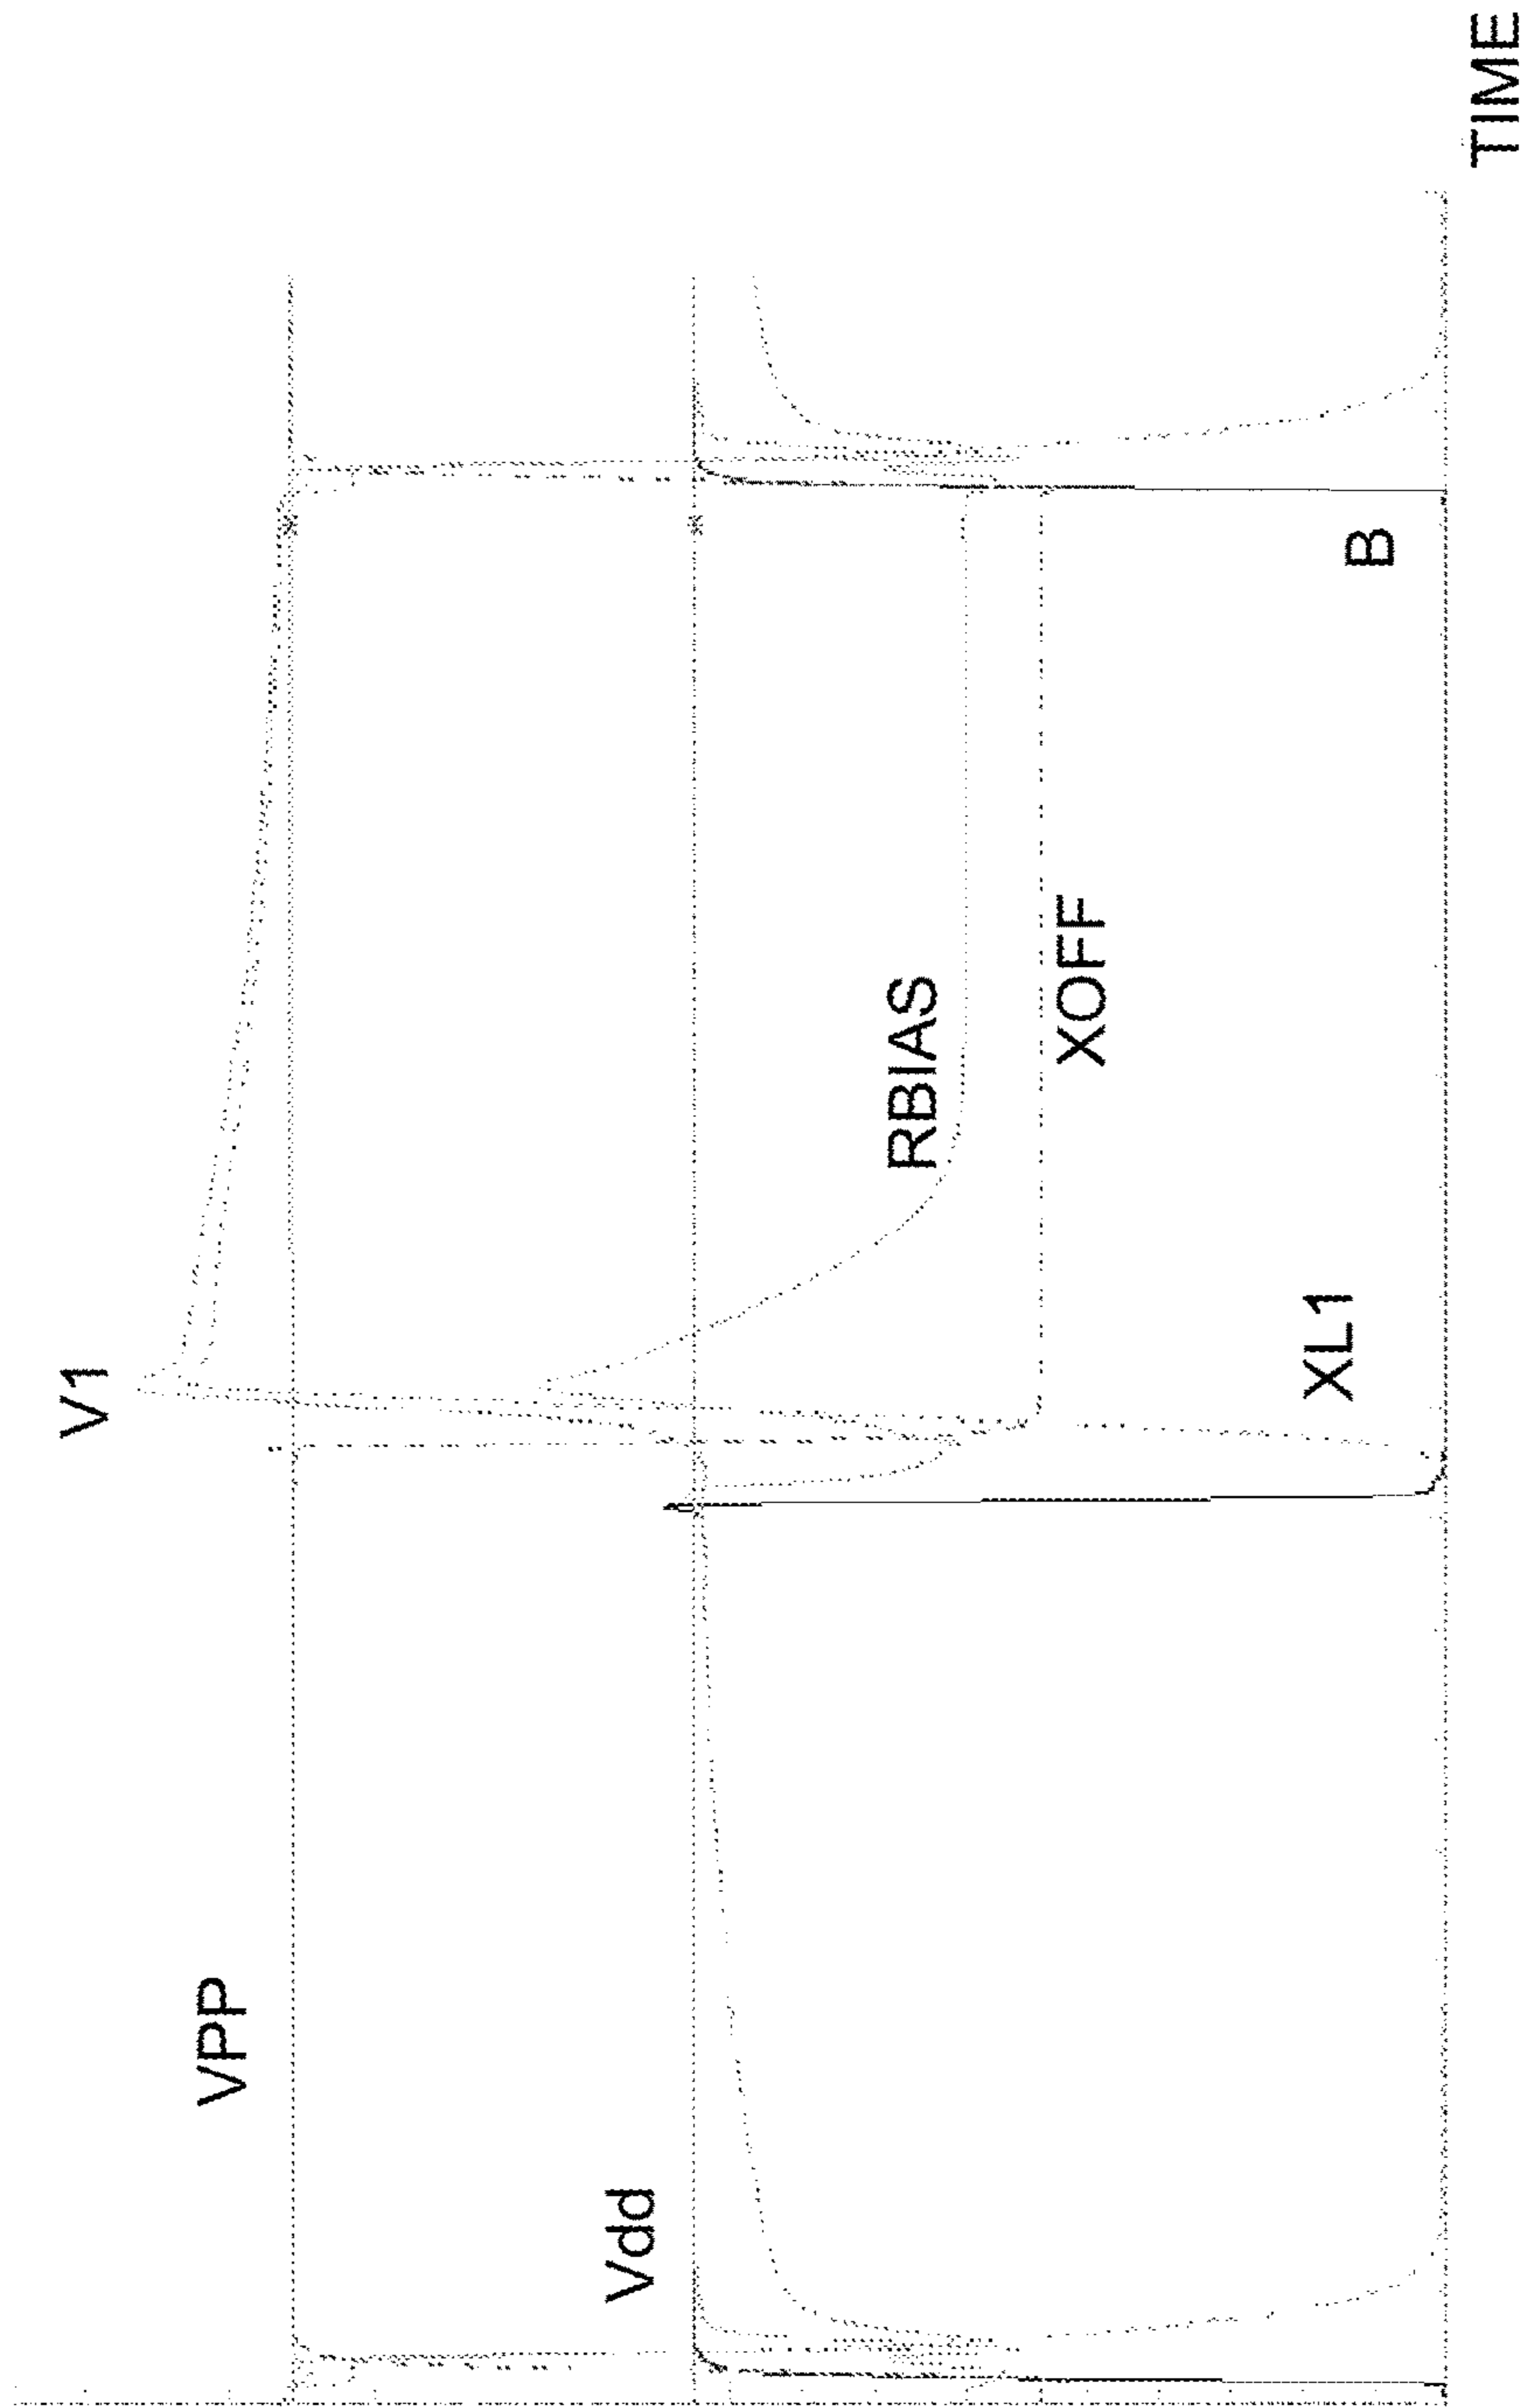 V1
VPP
Vdd
RBIAS
XOFF
XL1
B
TIME